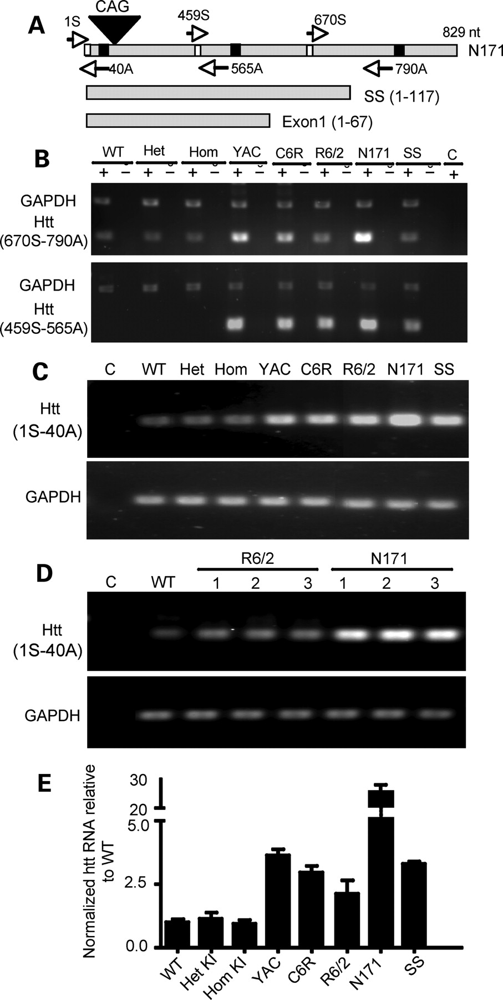 A
CAG
1S
459S
670S
829 nt
N171
40A
565A
790A
SS (1-117)
Exon1 (1-67)
B
WT Het Hom YAC C6R R6/2 N171 SS C
+ − + − + − + − + − + − + − + − +
GAPDH
Htt
(670S-790A)
GAPDH
Htt
(459S-565A)
C
C WT Het Hom YAC C6R R6/2 N171 SS
Htt
(1S-40A)
GAPDH
D
R6/2 N171
C WT 1 2 3 1 2 3
Htt
(1S-40A)
GAPDH
E
Normalized htt RNA relative
to WT
30
20
5.0
2.5
0.0
WT Het KI Hom KI YAC C6R R6/2 N171 SS